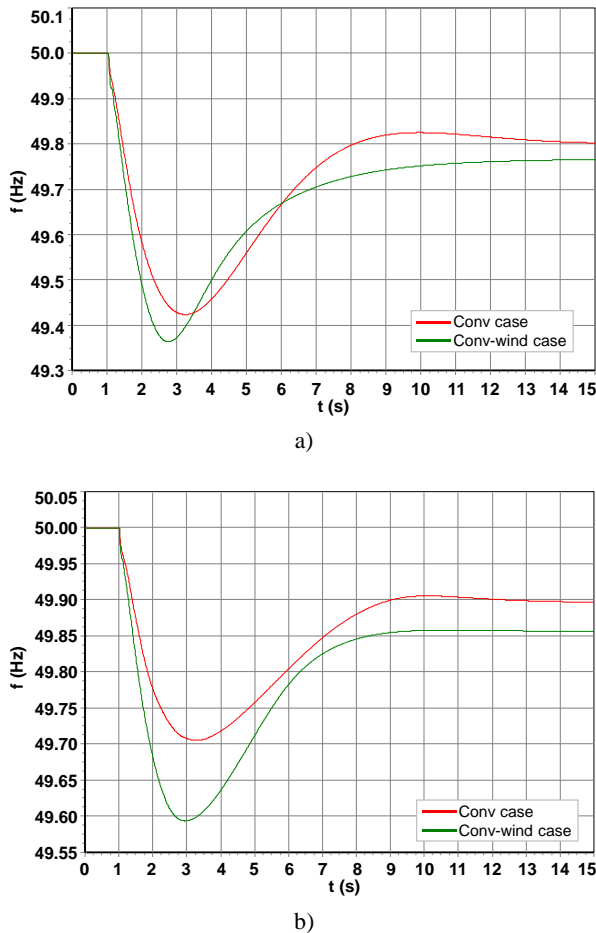 50.1
50.0
49.9
49.8
49.7
49.6
49.5
49.4
49.3
f (Hz)
Conv case
Conv-wind case
0 1 2 3 4 5 6 7 8 9 10 11 12 13 14 15
t (s)
a)
50.05
50.00
49.95
49.90
49.85
49.80
49.75
49.70
49.65
49.60
49.55
f (Hz)
Conv case
Conv-wind case
0 1 2 3 4 5 6 7 8 9 10 11 12 13 14 15
t (s)
b)